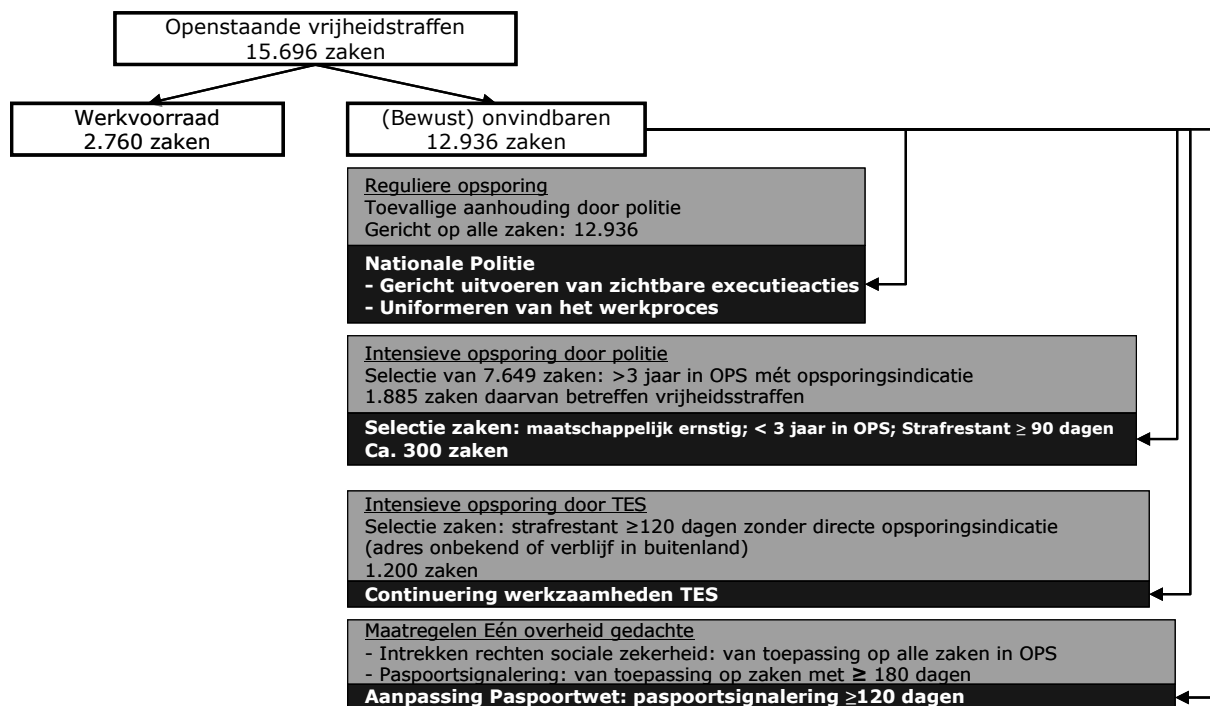 Openstaande vrijheidstraffen
15.696 zaken
Werkvoorraad
2.760 zaken
(Bewust) onvindbaren
12.936 zaken
Reguliere opsporing
Toevallige aanhouding door politie
Gericht op alle zaken: 12.936
Nationale Politie
- Gericht uitvoeren van zichtbare executieacties
- Uniformeren van het werkproces
Intensieve opsporing door politie
Selectie van 7.649 zaken: >3 jaar in OPS mét opsporingsindicatie
1.885 zaken daarvan betreffen vrijheidsstraffen
Selectie zaken: maatschappelijk ernstig; < 3 jaar in OPS; Strafrestant ≥ 90 dagen
Ca. 300 zaken
Intensieve opsporing door TES
Selectie zaken: strafrestant ≥120 dagen zonder directe opsporingsindicatie
(adres onbekend of verblijf in buitenland)
1.200 zaken
Continuering werkzaamheden TES
Maatregelen Eén overheid gedachte
- Intrekken rechten sociale zekerheid: van toepassing op alle zaken in OPS
- Paspoortsignalering: van toepassing op zaken met ≥ 180 dagen
Aanpassing Paspoortwet: paspoortsignalering ≥120 dagen